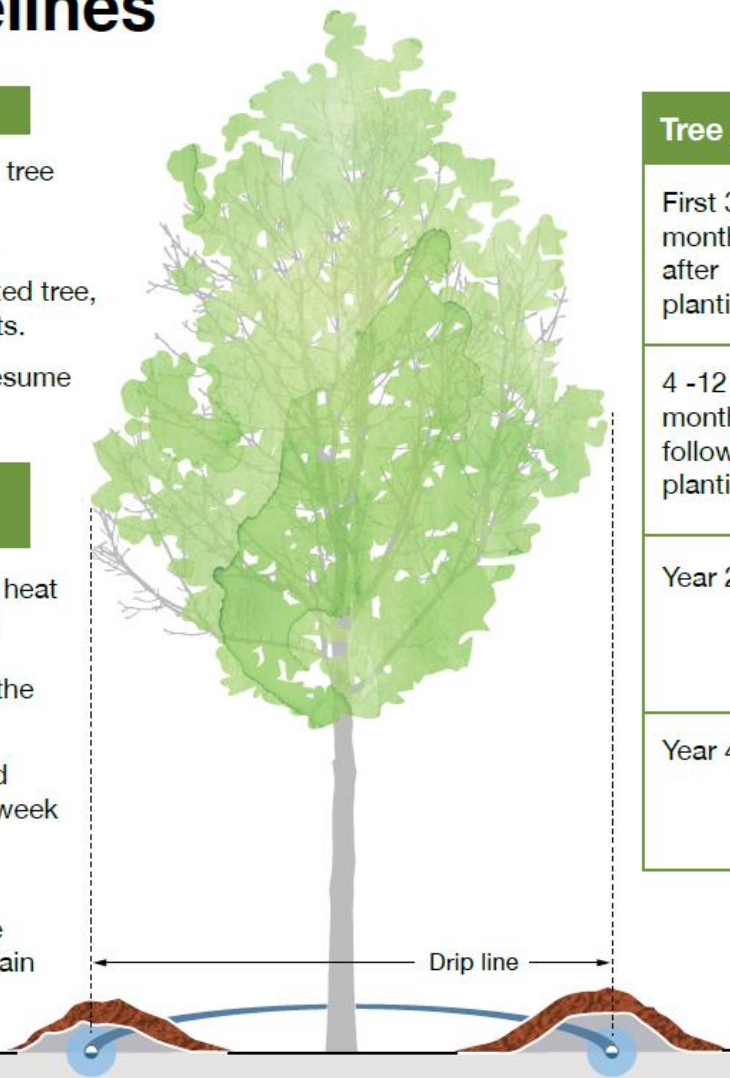 elines
tree
ted tree,
ts.
esume
heat
the
d
week
e
ain
Drip line
Tree
First 3
month
after
planti
4 -12
month
follow
planti
Year 2
Year 4